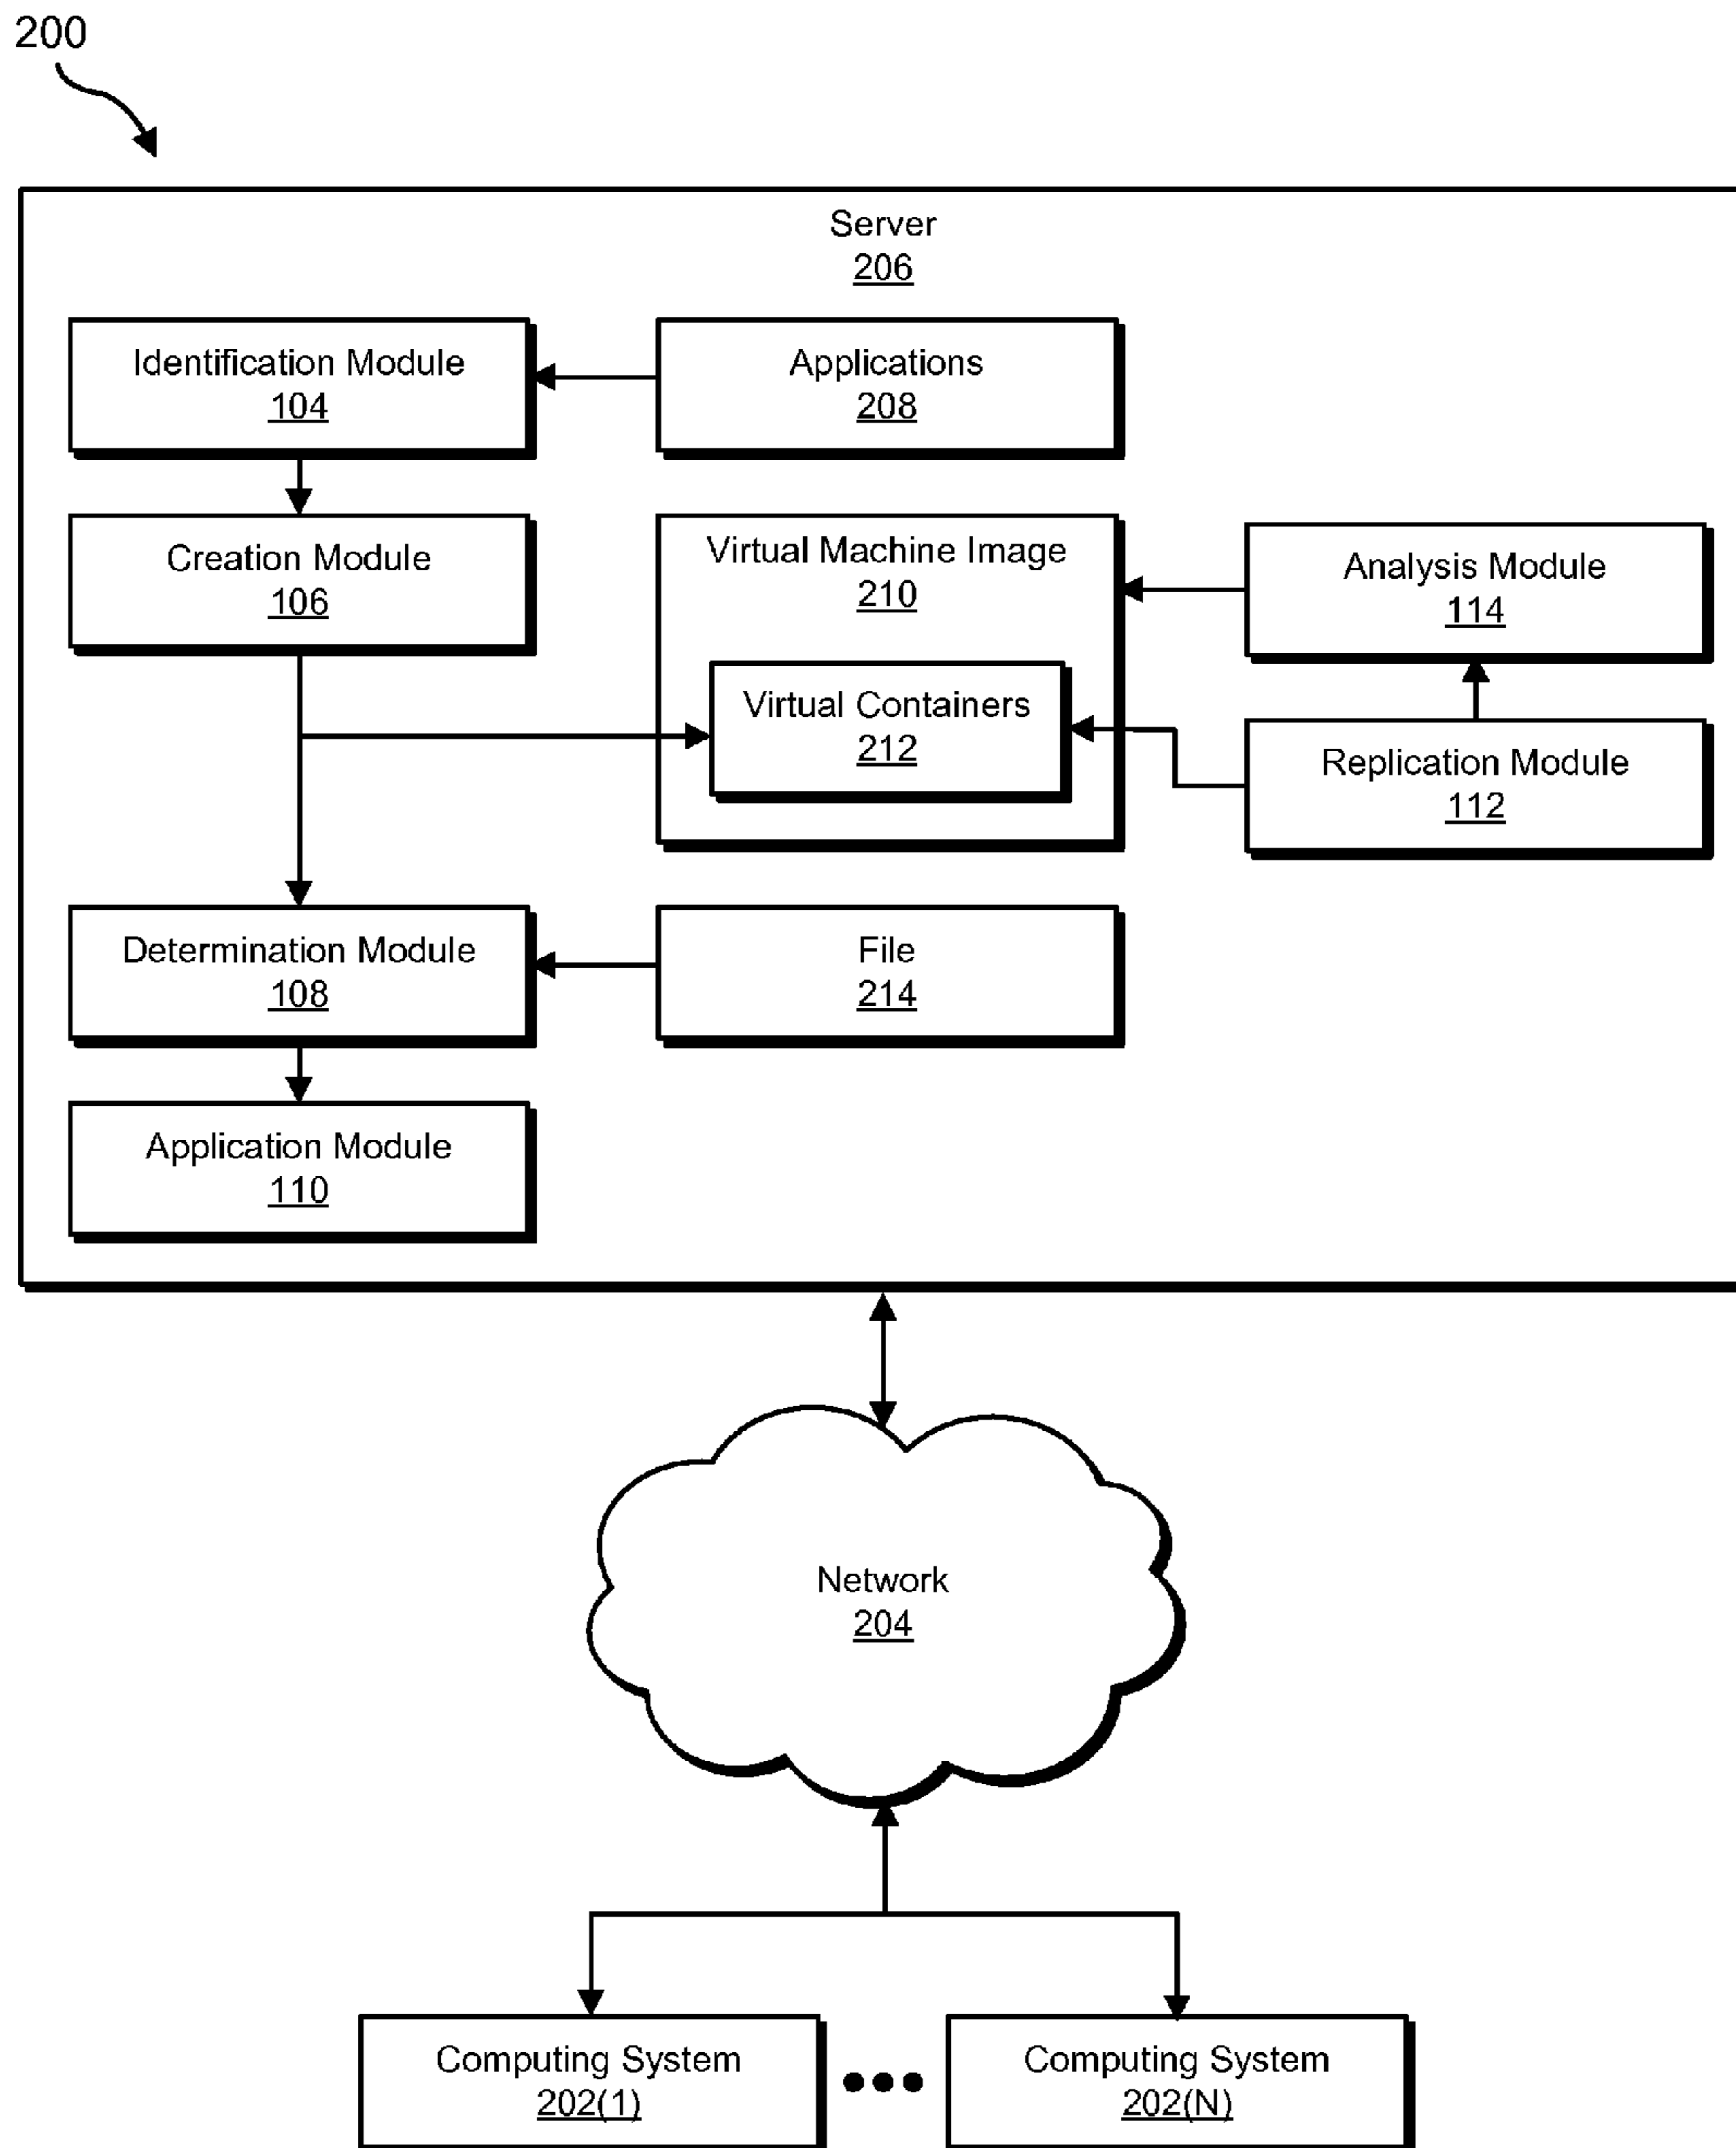 200
Server
206
Identification Module
104
Applications
208
Creation Module
106
Virtual Machine Image
210
Analysis Module
114
Virtual Containers
212
Replication Module
112
Determination Module
108
File
214
Application Module
110
Network
204
Computing System
202(1)
Computing System
202(N)